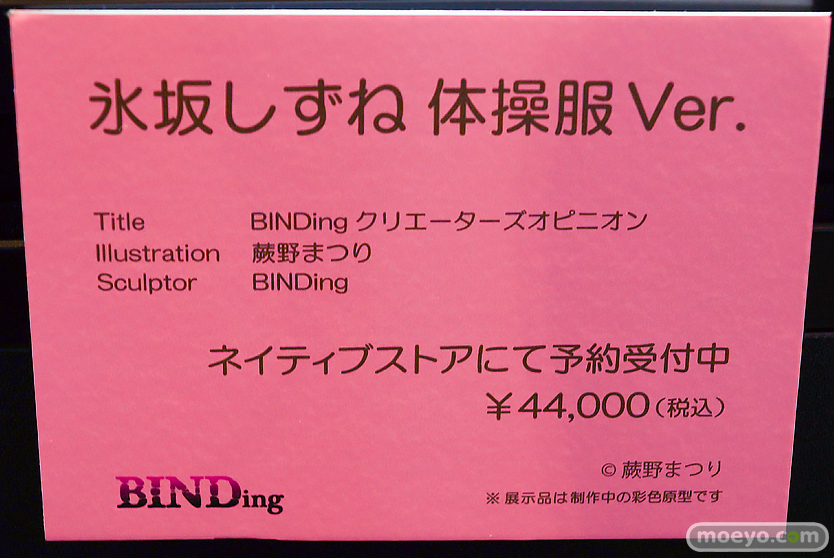 氷坂しずね 体操服 Ver.
Title BINDing クリエーターズオピニオン
Illustration 蕨野まつり
Sculptor BINDing
ネイティブストアにて予約受付中
￥44,000(税込)
© 蕨野まつり
BINDing
※ 展示品は制作中の彩色原型です
moeyo.com